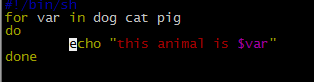 #!/bin/sh
for var in dog cat pig
do
        echo "this animal is $var"
done